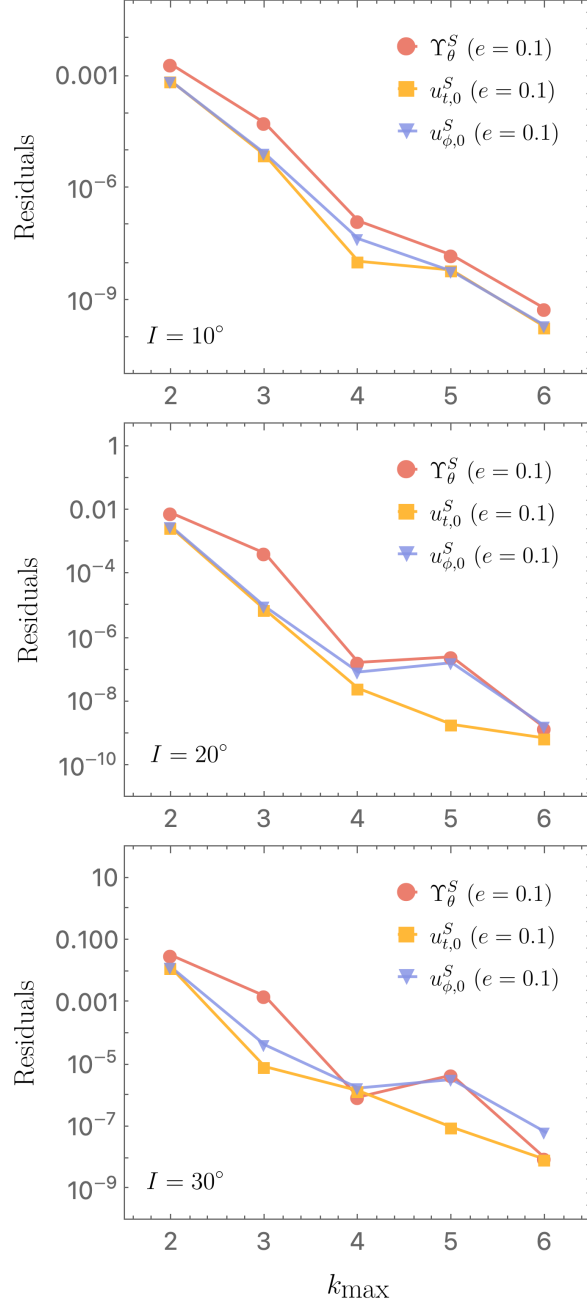 Residuals
0.001
10⁻⁶
10⁻⁹
Υ_θ^S (e = 0.1)
u_{t,0}^S (e = 0.1)
u_{ϕ,0}^S (e = 0.1)
I = 10°
2 3 4 5 6
Residuals
1
0.01
10⁻⁴
10⁻⁶
10⁻⁸
10⁻¹⁰
Υ_θ^S (e = 0.1)
u_{t,0}^S (e = 0.1)
u_{ϕ,0}^S (e = 0.1)
I = 20°
2 3 4 5 6
Residuals
10
0.100
0.001
10⁻⁵
10⁻⁷
10⁻⁹
Υ_θ^S (e = 0.1)
u_{t,0}^S (e = 0.1)
u_{ϕ,0}^S (e = 0.1)
I = 30°
2 3 4 5 6
k_max